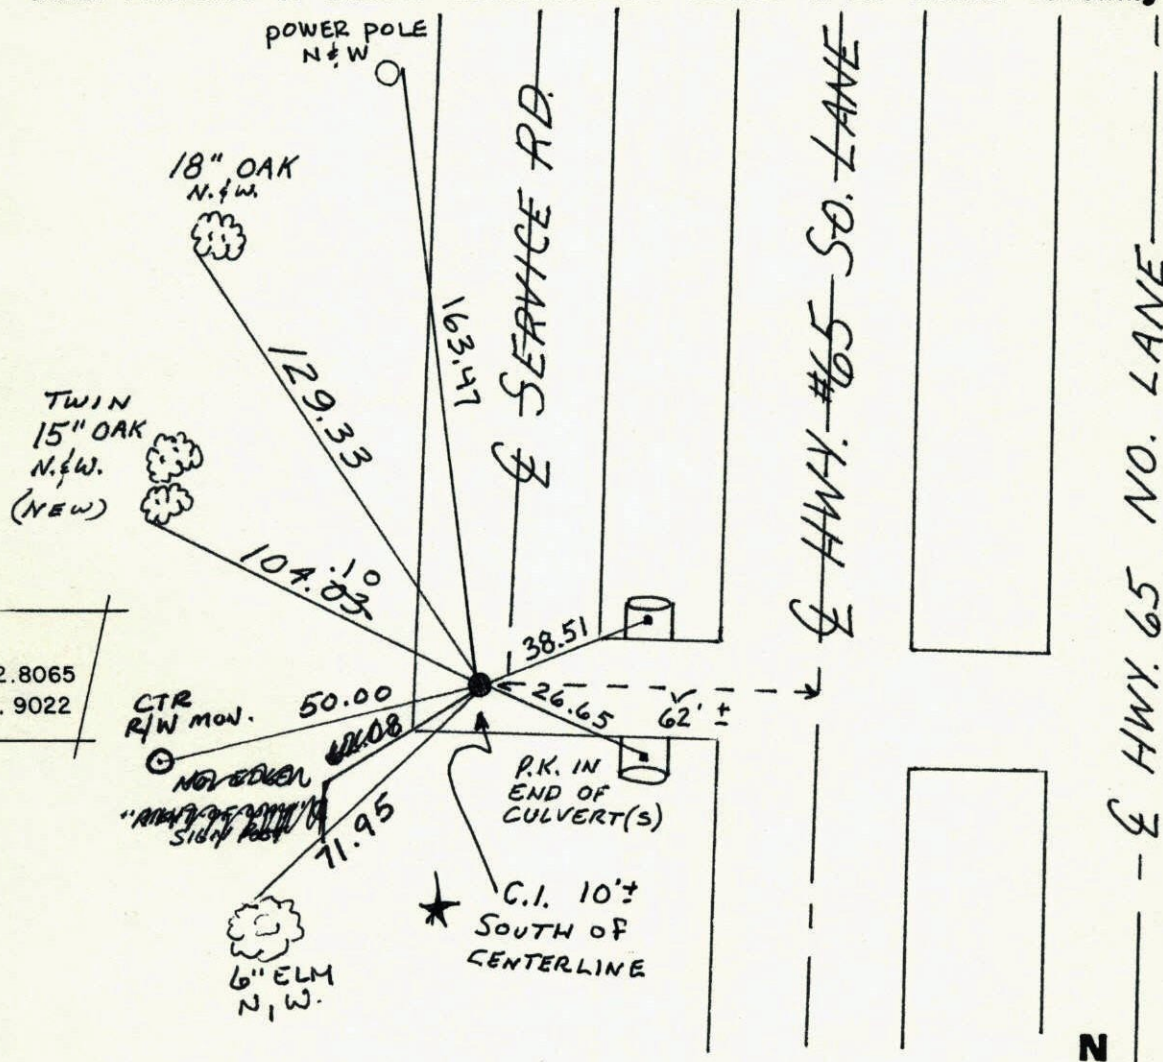 POWER POLE
N & W
18" OAK
N. & W.
℄ SERVICE RD.
℄ HWY. #65 SO. LANE
℄ HWY. 65 NO. LANE
163.47
129.33
TWIN
15" OAK
N. & W.
(NEW)
104.03
.10
38.51
2.8065
.9022
CTR
R/W MON.
50.00
26.65
62' ±
P.K. IN
END OF
CULVERT(S)
SIGN POST
71.95
C.I. 10'±
SOUTH OF
CENTERLINE
6" ELM
N, W.
N